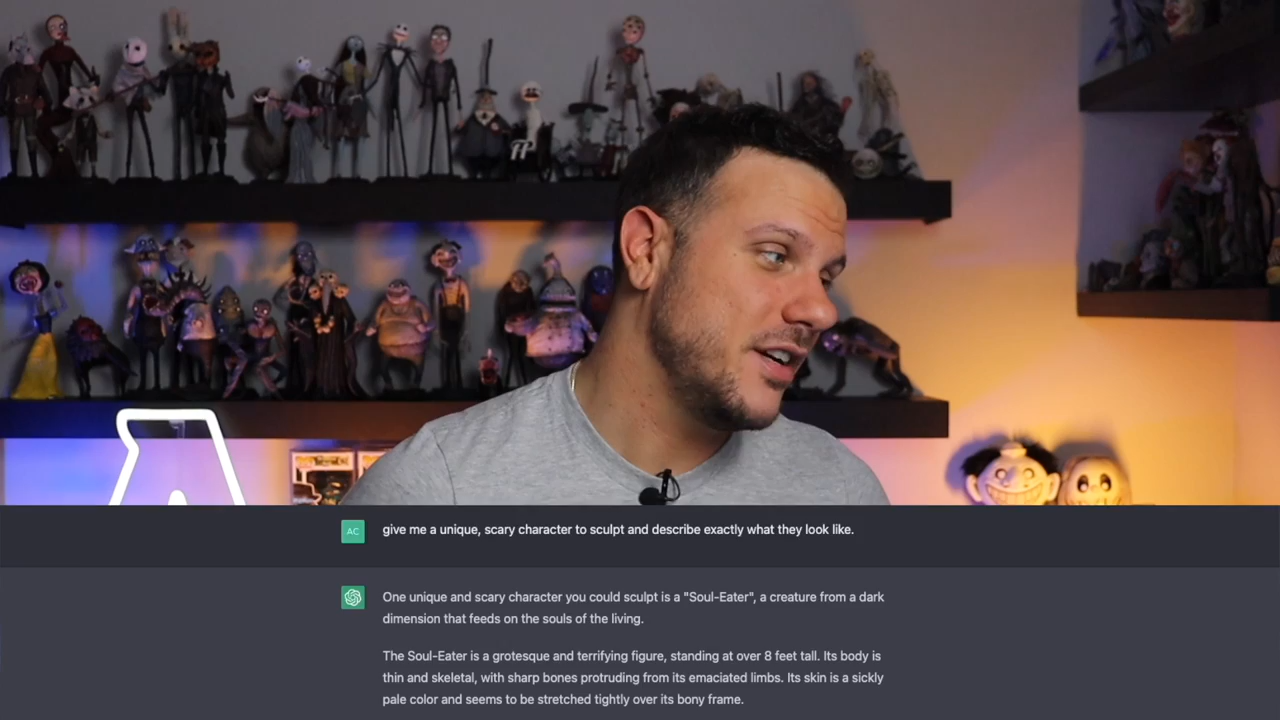 AC
give me a unique, scary character to sculpt and describe exactly what they look like.
One unique and scary character you could sculpt is a "Soul-Eater", a creature from a dark
dimension that feeds on the souls of the living.
The Soul-Eater is a grotesque and terrifying figure, standing at over 8 feet tall. Its body is
thin and skeletal, with sharp bones protruding from its emaciated limbs. Its skin is a sickly
pale color and seems to be stretched tightly over its bony frame.